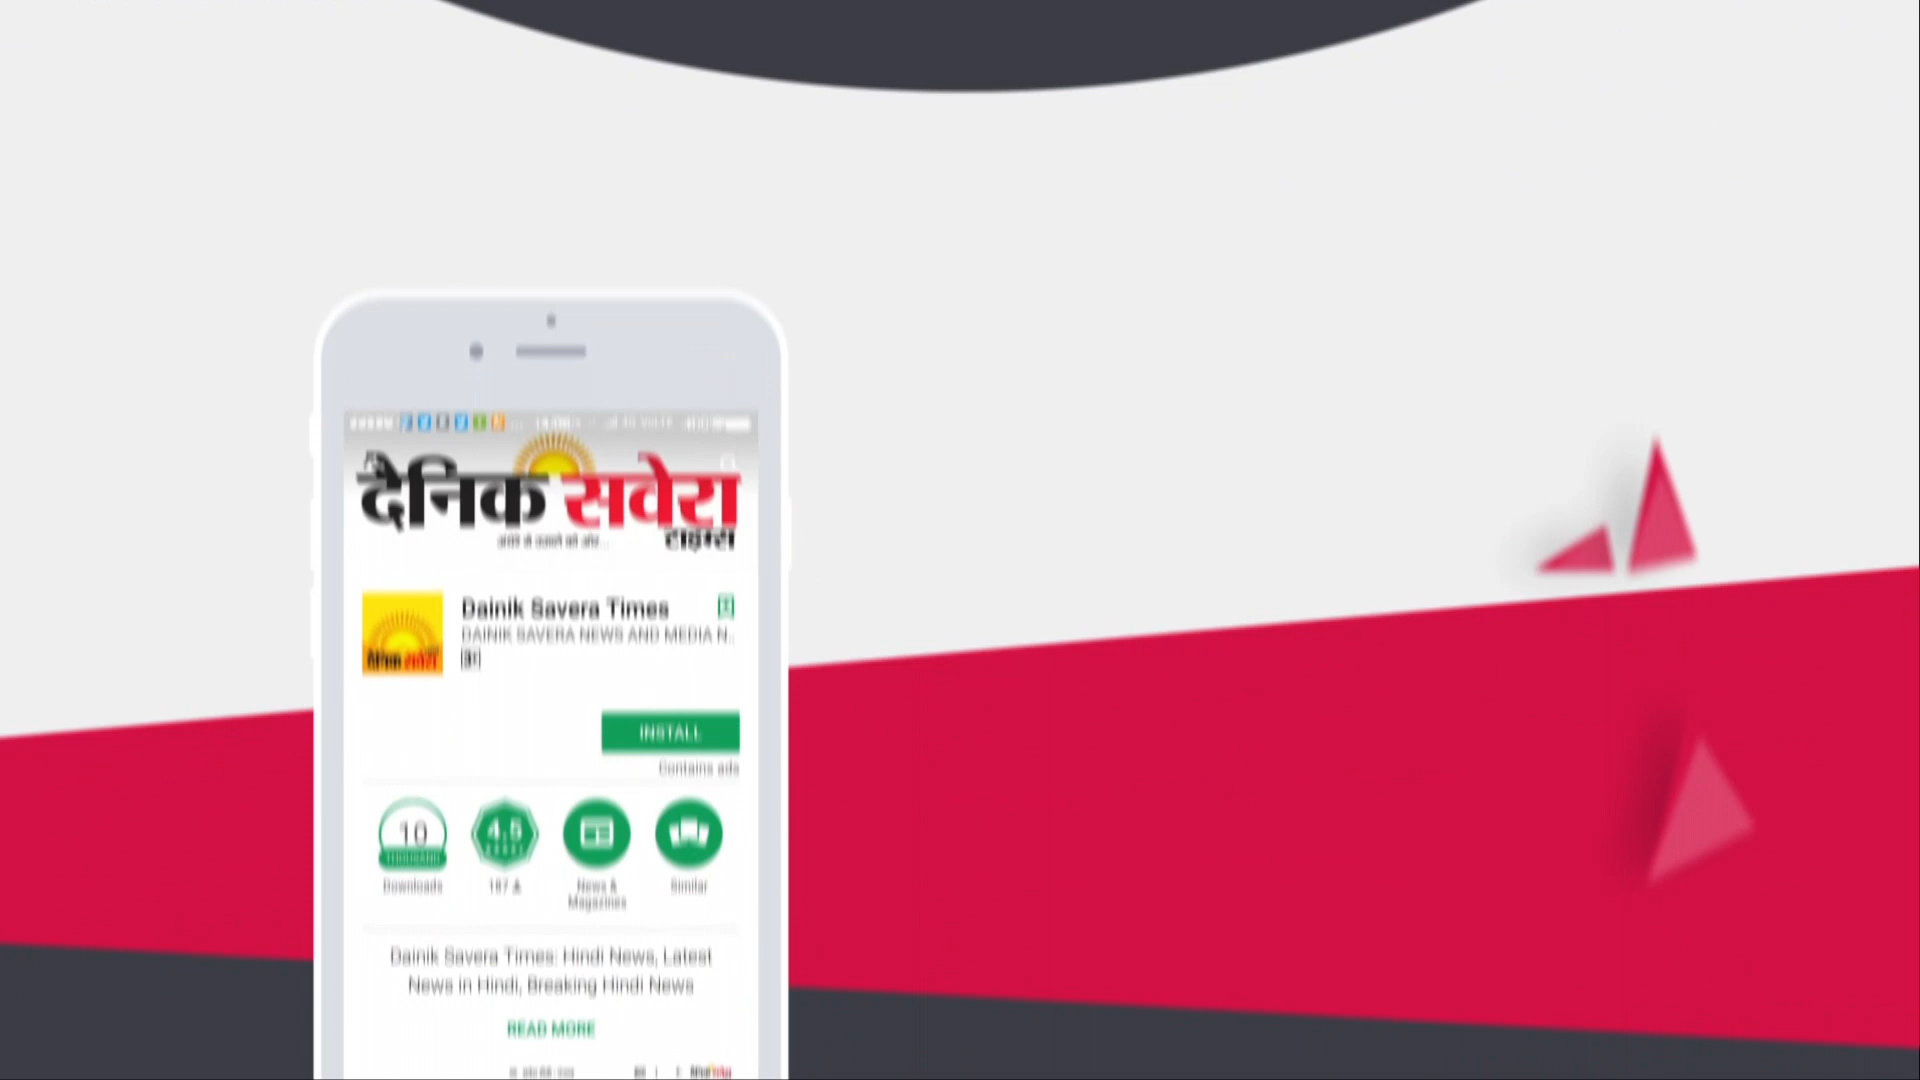 दैनिक सवेरा
टाइम्स
Dainik Savera Times
DAINIK SAVERA NEWS AND MEDIA N..
3+
INSTALL
Contains ads
10
THOUSAND
4.5
Downloads
187
News &
Magazines
Similar
Dainik Savera Times: Hindi News, Latest
News in Hindi, Breaking Hindi News
READ MORE